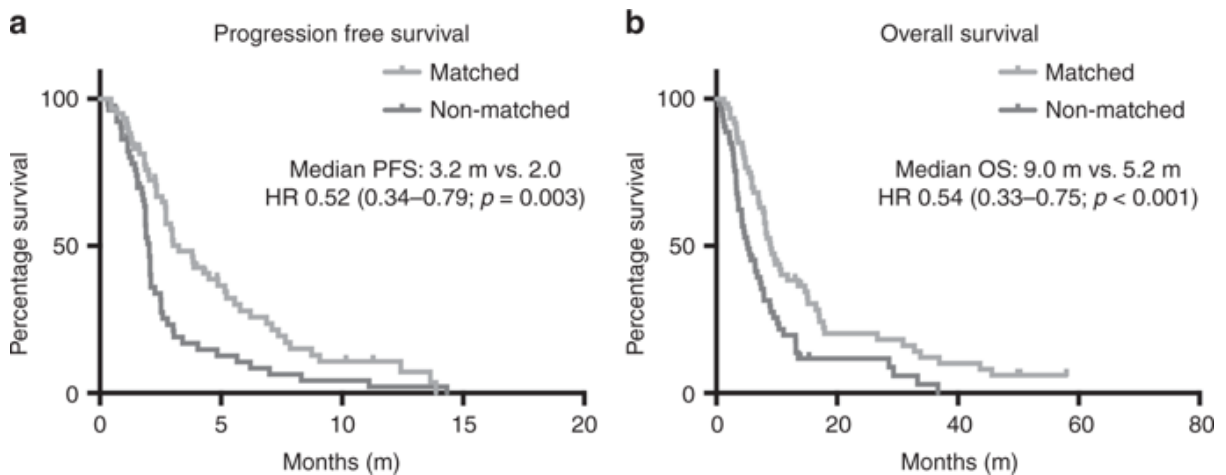 a
Progression free survival
Matched
Non-matched
Median PFS: 3.2 m vs. 2.0
HR 0.52 (0.34–0.79; p = 0.003)
Percentage survival
100
50
0
0 5 10 15 20
Months (m)
b
Overall survival
Matched
Non-matched
Median OS: 9.0 m vs. 5.2 m
HR 0.54 (0.33–0.75; p < 0.001)
Percentage survival
100
50
0
0 20 40 60 80
Months (m)